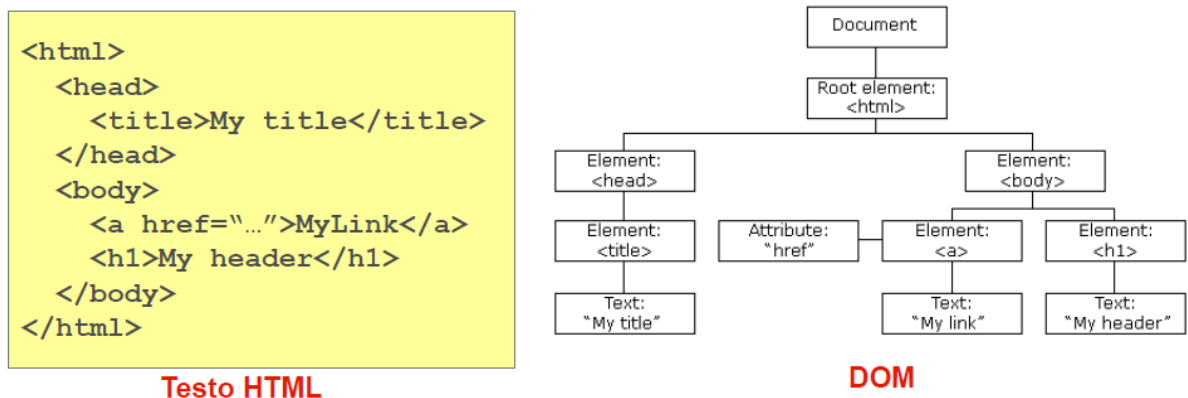 <html>
<head>
<title>My title</title>
</head>
<body>
<a href=“…”>MyLink</a>
<h1>My header</h1>
</body>
</html>
Testo HTML
Document
Root element:
<html>
Element:
<head>
Element:
<body>
Element:
<title>
Attribute:
“href”
Element:
<a>
Element:
<h1>
Text:
“My title”
Text:
“My link”
Text:
“My header”
DOM